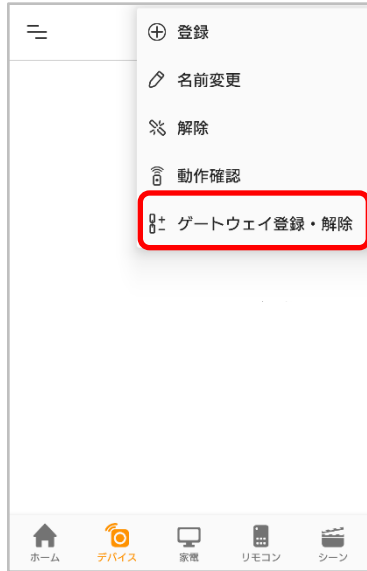 登録
名前変更
解除
動作確認
ゲートウェイ登録・解除
ホーム
デバイス
家電
リモコン
シーン